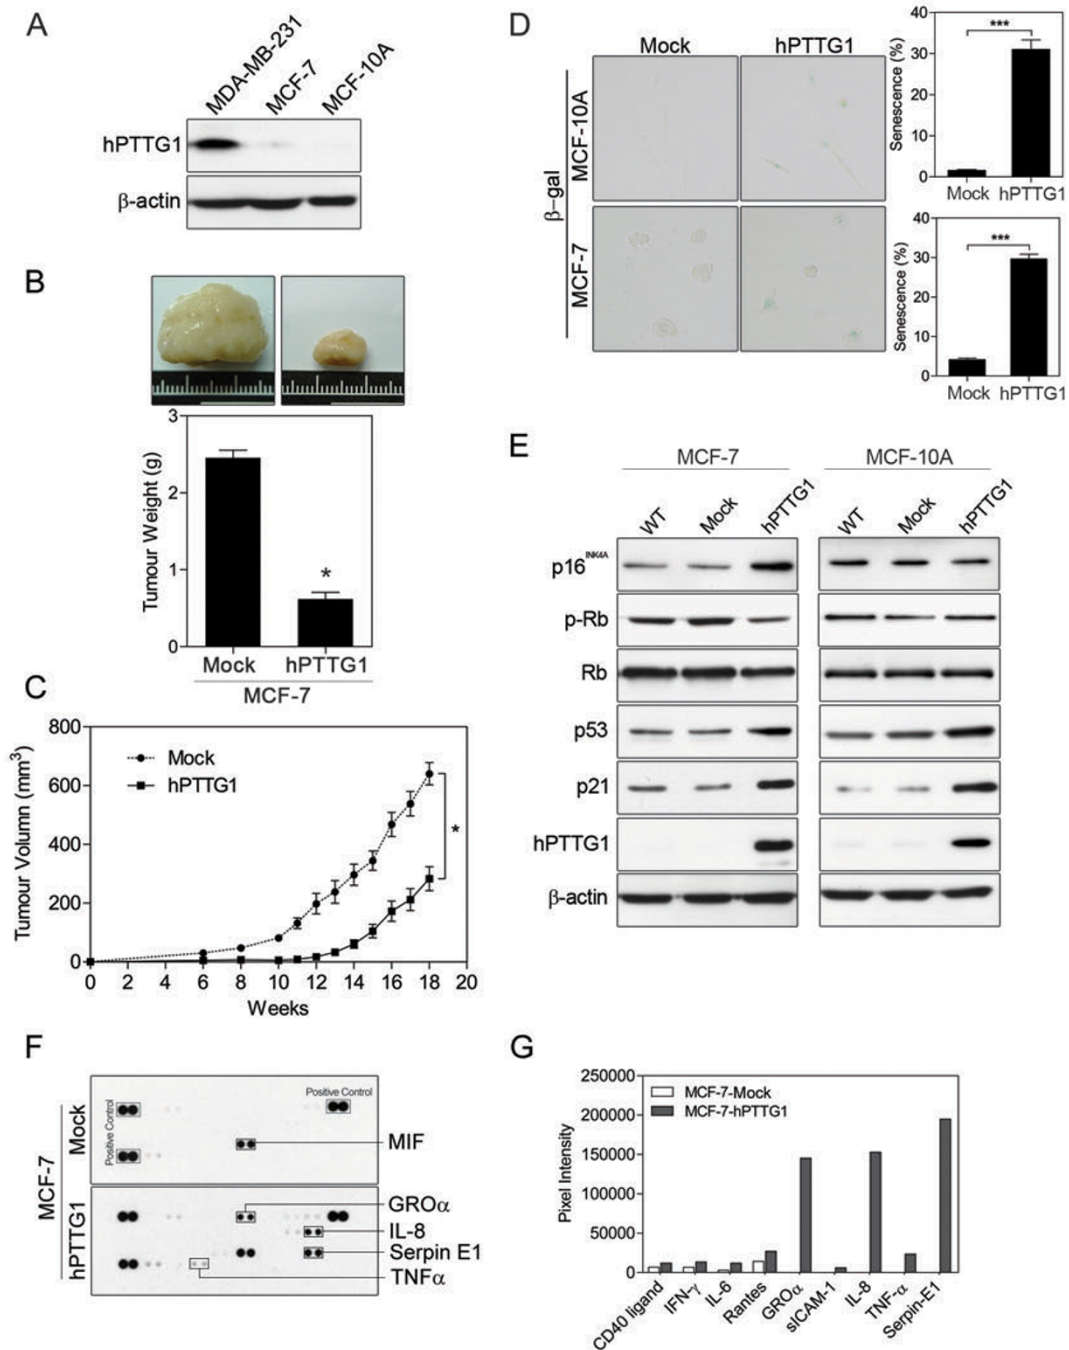 A
MDA-MB-231
MCF-7
MCF-10A
hPTTG1
β-actin
B
3
2
1
0
Tumour Weight (g)
*
Mock
hPTTG1
MCF-7
C
800
600
400
200
0
Tumour Volumn (mm³)
Mock
hPTTG1
*
0 2 4 6 8 10 12 14 16 18 20
Weeks
D
Mock
hPTTG1
β-gal
MCF-10A
MCF-7
40
30
20
10
0
Senescence (%)
***
Mock hPTTG1
40
30
20
10
0
Senescence (%)
***
Mock hPTTG1
E
MCF-7
MCF-10A
WT
Mock
hPTTG1
WT
Mock
hPTTG1
p16INK4A
p-Rb
Rb
p53
p21
hPTTG1
β-actin
F
MCF-7
Mock
hPTTG1
Positive Control
Positive Control
MIF
GROα
IL-8
Serpin E1
TNFα
G
250000
200000
150000
100000
50000
0
Pixel Intensity
MCF-7-Mock
MCF-7-hPTTG1
CD40 ligand
IFN-γ
IL-6
Rantes
GROα
sICAM-1
IL-8
TNF-α
Serpin-E1